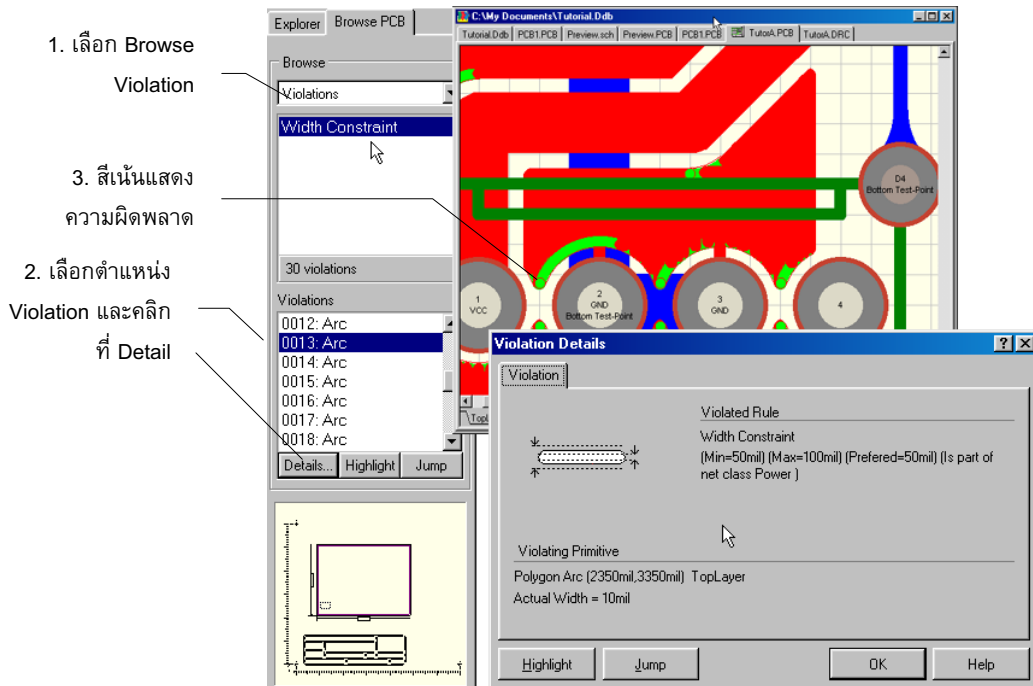 1. เลือก Browse
Violation
3. สีเน้นแสดง
ความผิดพลาด
2. เลือกตำแหน่ง
Violation และคลิก
ที่ Detail
Explorer Browse PCB
Browse
Violations
Width Constraint
30 violations
Violations
0012: Arc
0013: Arc
0014: Arc
0015: Arc
0016: Arc
0017: Arc
0018: Arc
Details... Highlight Jump
C:\My Documents\Tutorial.Ddb
Tutorial.Ddb PCB1.PCB Preview.sch Preview.PCB PCB1.PCB TutorA.PCB TutorA.DRC
D4
Bottom Test-Point
1
VCC
2
GND
Bottom Test-Point
3
GND
4
Violation Details
Violation
Violated Rule
Width Constraint
(Min=50mil) (Max=100mil) (Prefered=50mil) (Is part of
net class Power )
Violating Primitive
Polygon Arc (2350mil,3350mil) TopLayer
Actual Width = 10mil
Highlight Jump OK Help